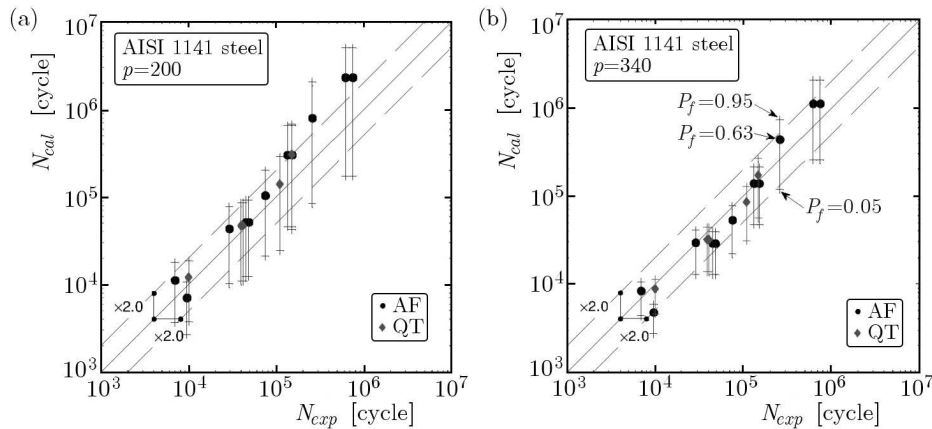 (a)
AISI 1141 steel
p=200
N_cal [cycle]
10^7
10^6
10^5
10^4
10^3
×2.0
×2.0
AF
QT
10^3 10^4 10^5 10^6 10^7
N_exp [cycle]
(b)
AISI 1141 steel
p=340
N_cal [cycle]
10^7
10^6
10^5
10^4
10^3
P_f=0.95
P_f=0.63
P_f=0.05
×2.0
×2.0
AF
QT
10^3 10^4 10^5 10^6 10^7
N_exp [cycle]